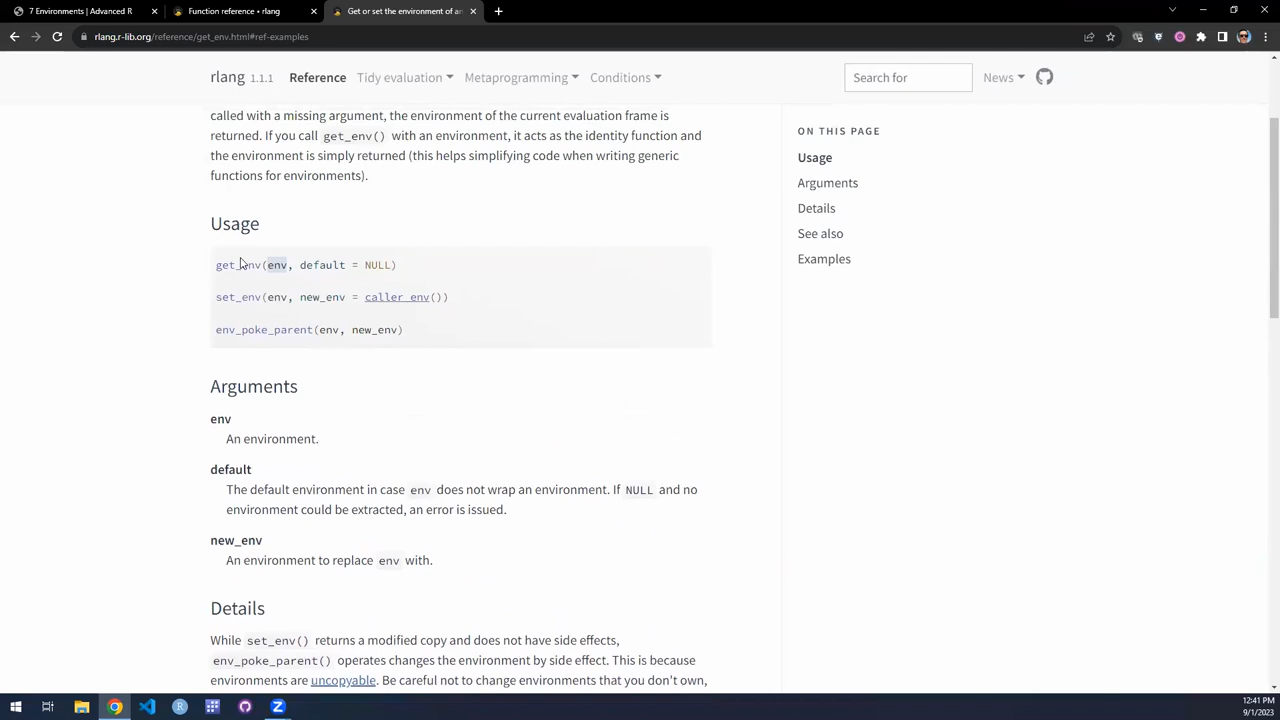 7 Environments | Advanced R
Function reference • rlang
Get or set the environment of an
rlang.r-lib.org/reference/get_env.html#ref-examples
rlang 1.1.1 Reference Tidy evaluation Metaprogramming Conditions Search for News
called with a missing argument, the environment of the current evaluation frame is
returned. If you call get_env() with an environment, it acts as the identity function and
the environment is simply returned (this helps simplifying code when writing generic
functions for environments).
Usage
get_env(env, default = NULL)
set_env(env, new_env = caller_env())
env_poke_parent(env, new_env)
Arguments
env
An environment.
default
The default environment in case env does not wrap an environment. If NULL and no
environment could be extracted, an error is issued.
new_env
An environment to replace env with.
Details
While set_env() returns a modified copy and does not have side effects,
env_poke_parent() operates changes the environment by side effect. This is because
environments are uncopyable. Be careful not to change environments that you don't own,
ON THIS PAGE
Usage
Arguments
Details
See also
Examples
12:41 PM
9/1/2023